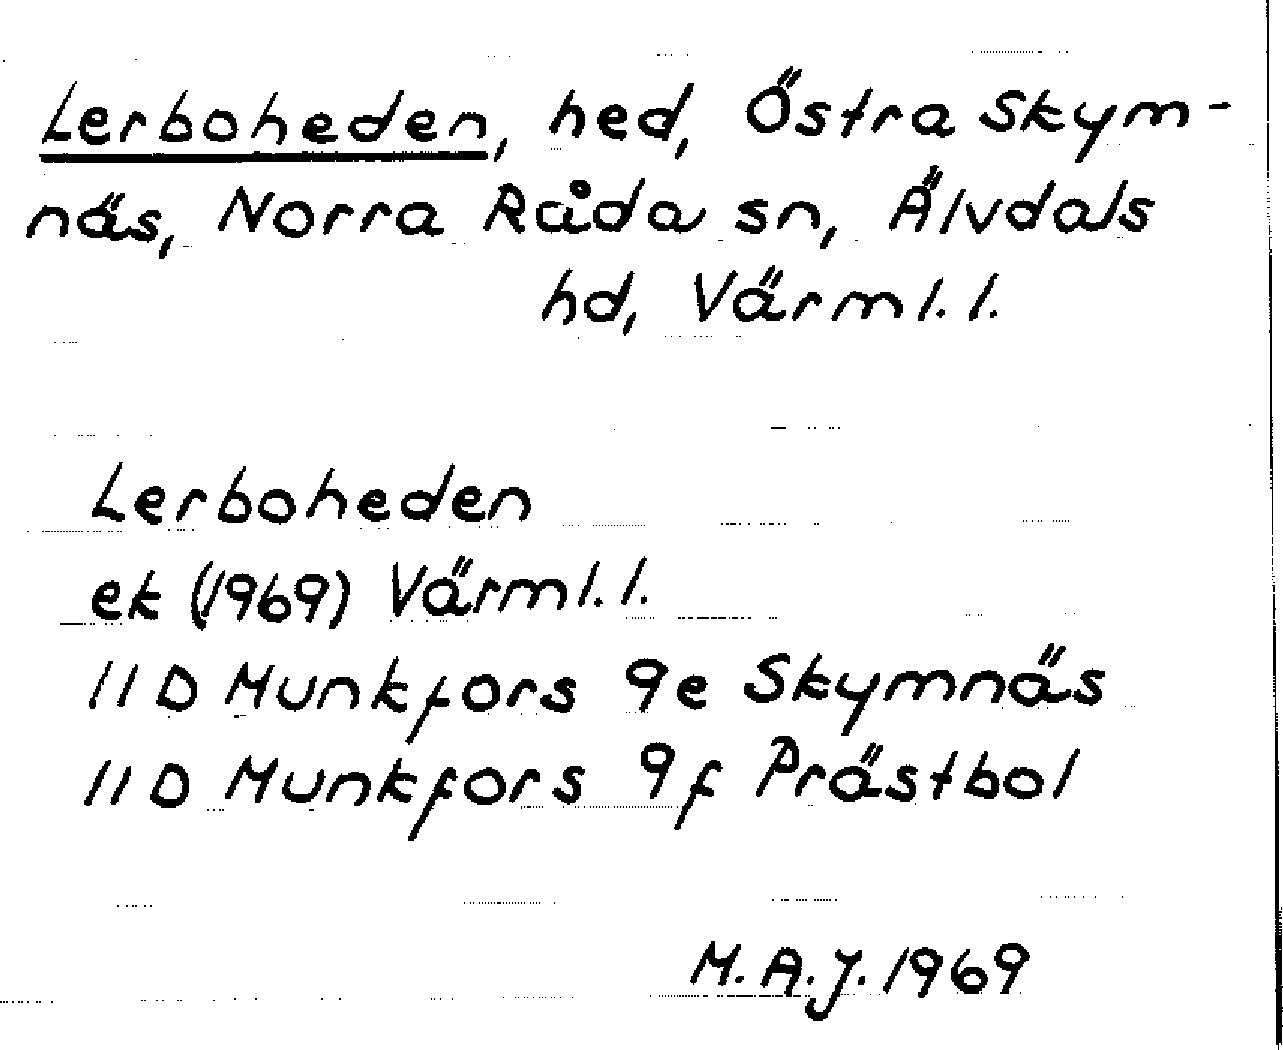 Lerboheden, hed, Östra Skym-
näs, Norra Råda sn, Älvdals
hd, Värml. l.
Lerboheden
ek (1969) Värml. l.
11 D Munkfors 9e Skymnäs
11 D Munkfors 9f Prästbol
M.A.J. 1969